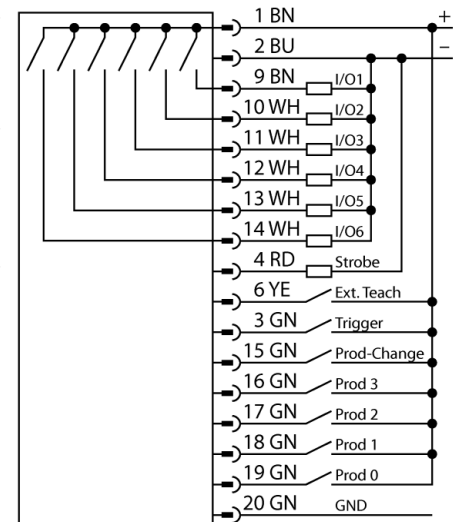 1 BN +
2 BU –
9 BN I/O1
10 WH I/O2
11 WH I/O3
12 WH I/O4
13 WH I/O5
14 WH I/O6
4 RD Strobe
6 YE Ext. Teach
3 GN Trigger
15 GN Prod-Change
16 GN Prod 3
17 GN Prod 2
18 GN Prod 1
19 GN Prod 0
20 GN GND